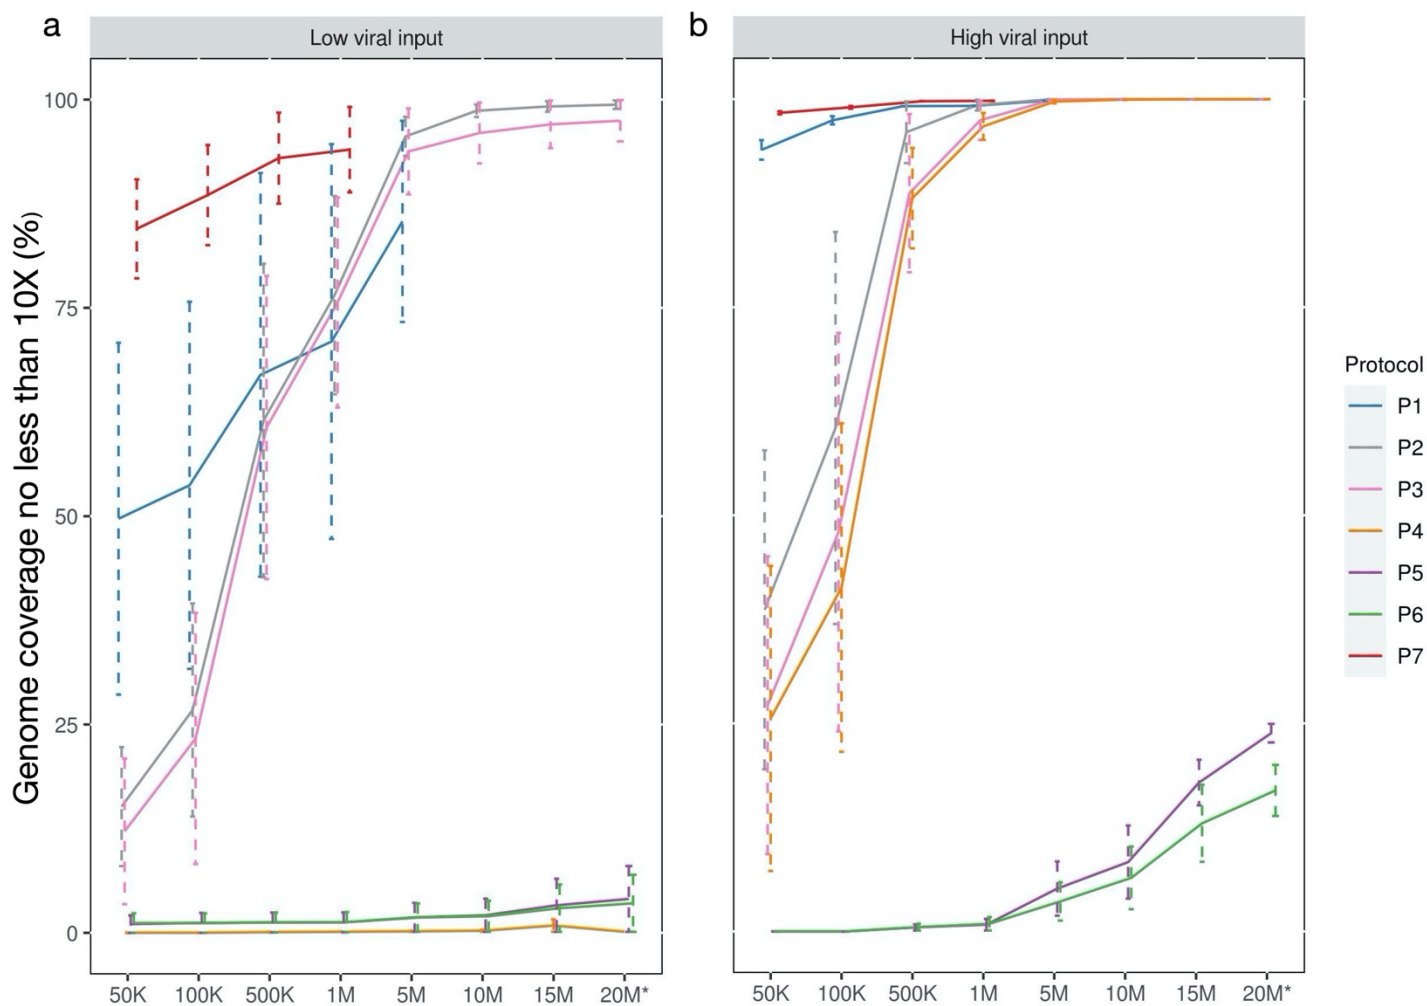 a
b
Low viral input
High viral input
Genome coverage no less than 10X (%)
100
75
50
25
0
50K 100K 500K 1M 5M 10M 15M 20M*
50K 100K 500K 1M 5M 10M 15M 20M*
Protocol
P1
P2
P3
P4
P5
P6
P7